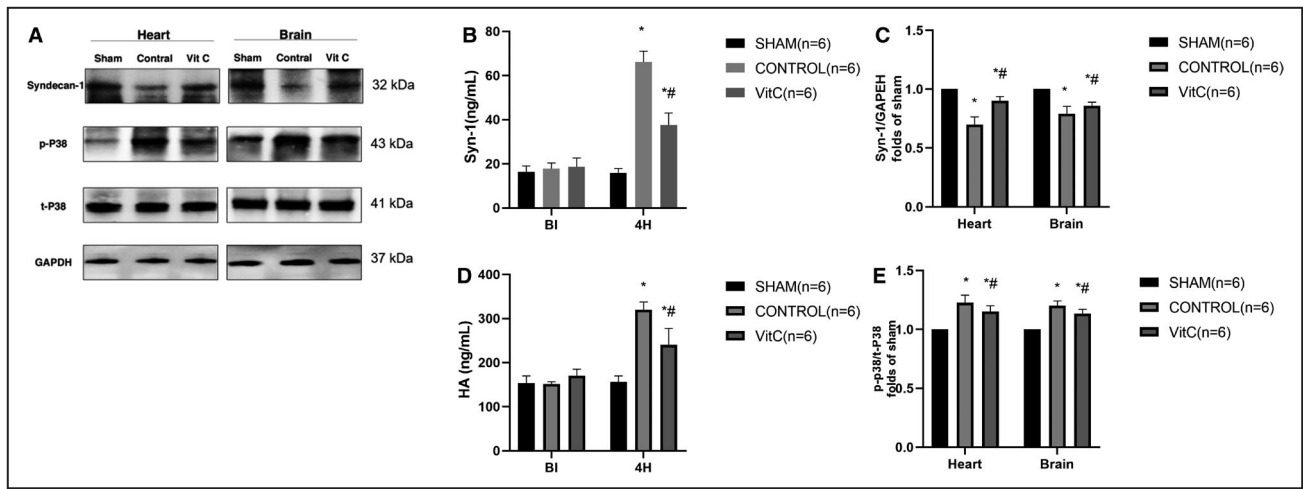 A
Heart
Brain
Sham Contral Vit C
Sham Contral Vit C
Syndecan-1
32 kDa
p-P38
43 kDa
t-P38
41 kDa
GAPDH
37 kDa
B
Syn-1(ng/mL)
80
60
40
20
0
*
*#
BI
4H
SHAM(n=6)
CONTROL(n=6)
VitC(n=6)
C
Syn-1/GAPEH
folds of sham
1.5
1.0
0.5
0.0
*
*#
*
*#
Heart
Brain
SHAM(n=6)
CONTROL(n=6)
VitC(n=6)
D
HA (ng/mL)
400
300
200
100
0
*
*#
BI
4H
SHAM(n=6)
CONTROL(n=6)
VitC(n=6)
E
p-p38/t-P38
folds of sham
1.5
1.0
0.5
0.0
*
*#
*
*#
Heart
Brain
SHAM(n=6)
CONTROL(n=6)
VitC(n=6)